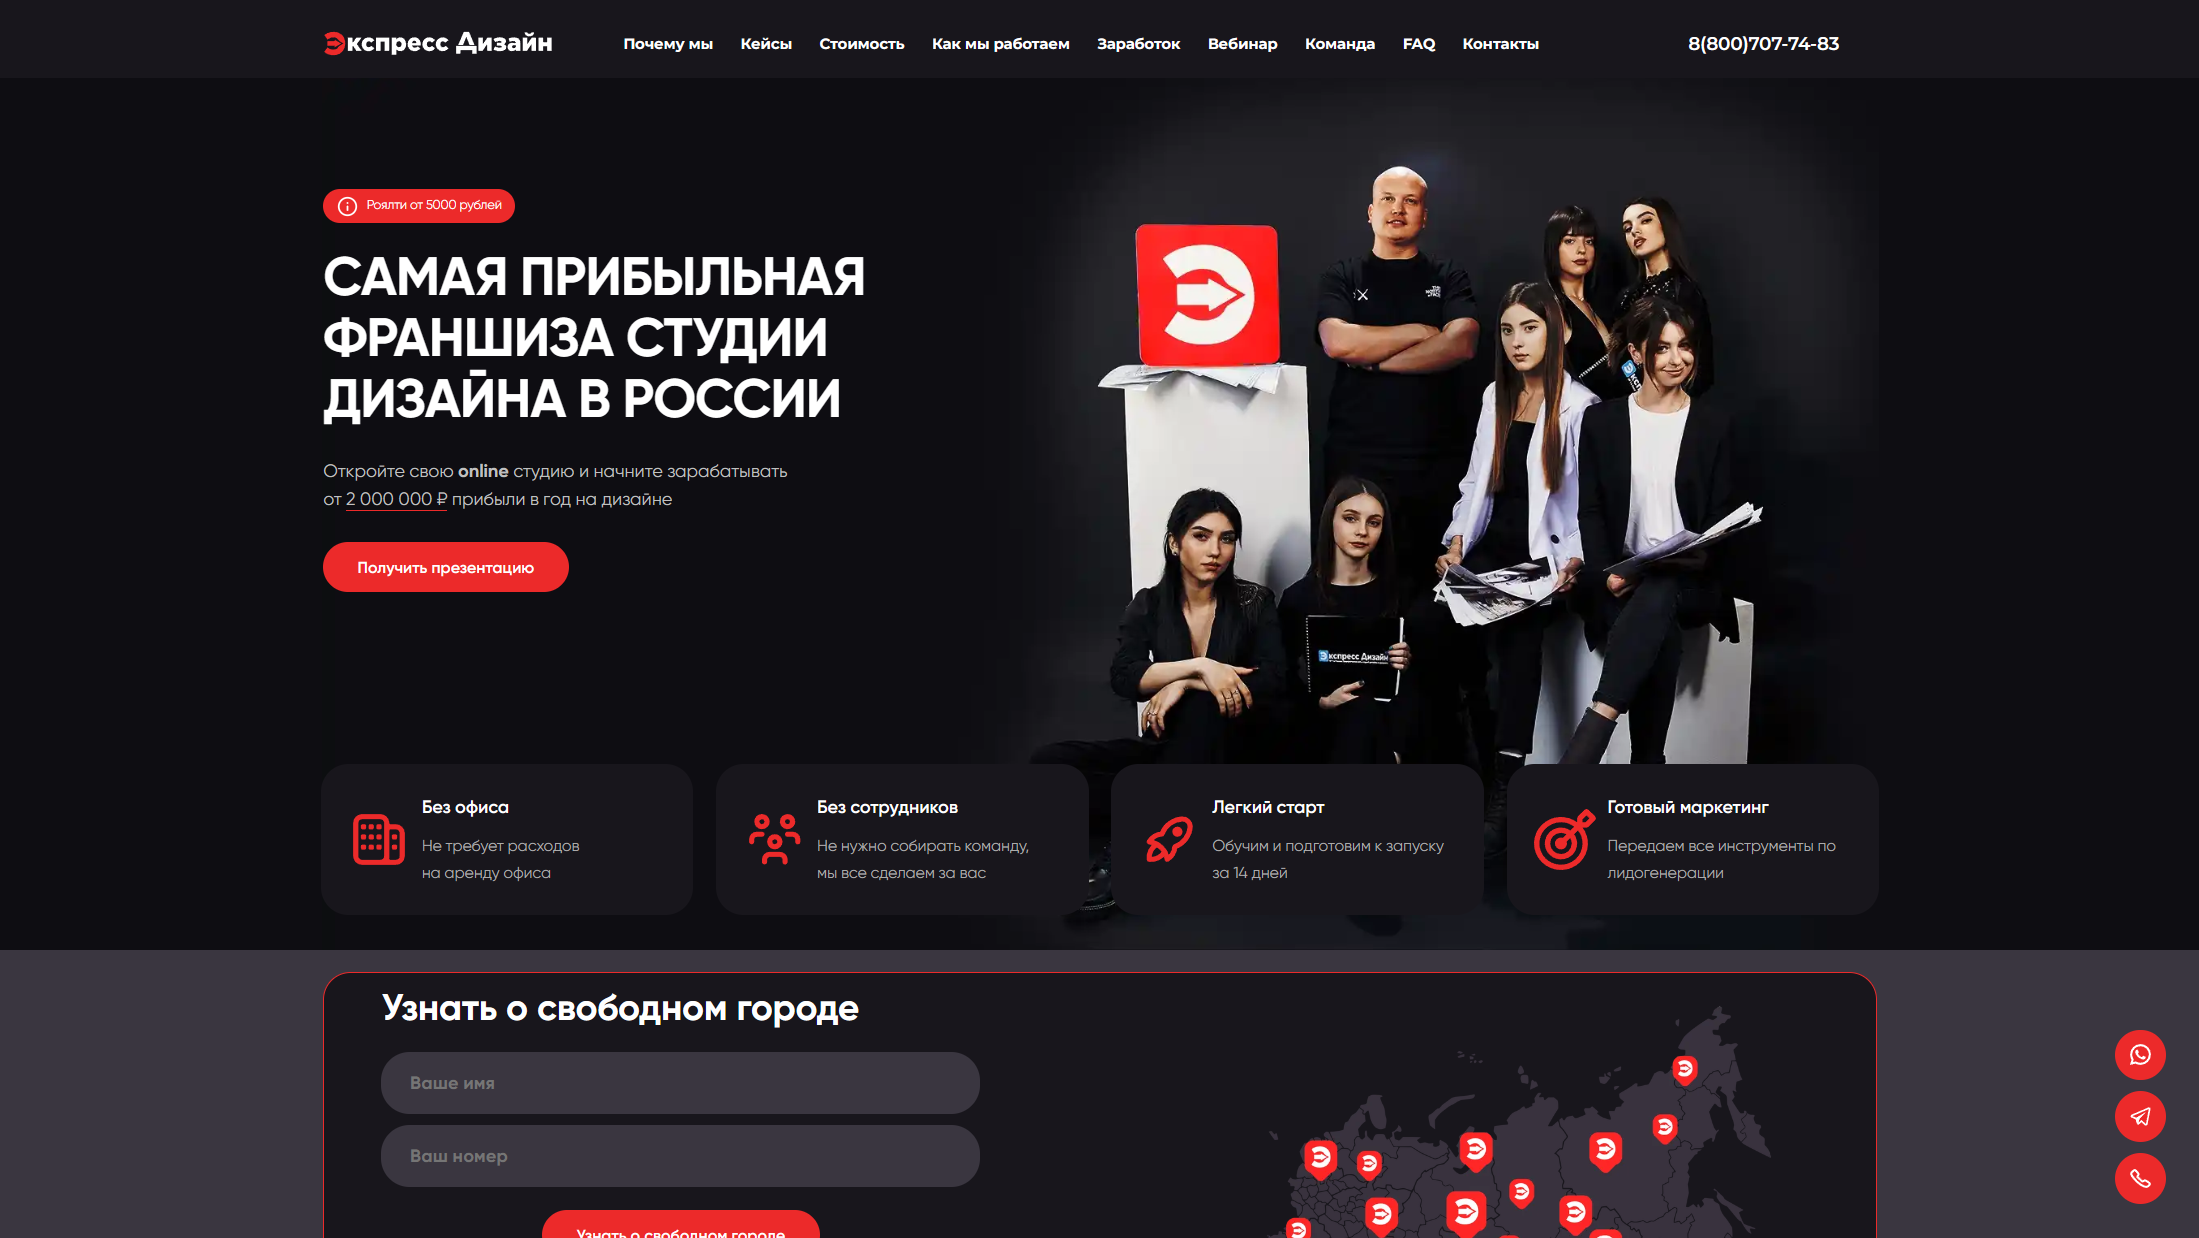 Экспресс Дизайн
Почему мы
Кейсы
Стоимость
Как мы работаем
Заработок
Вебинар
Команда
FAQ
Контакты
8(800)707-74-83
Роялти от 5000 рублей
САМАЯ ПРИБЫЛЬНАЯ
ФРАНШИЗА СТУДИИ
ДИЗАЙНА В РОССИИ
Откройте свою online студию и начните зарабатывать
от 2 000 000 ₽ прибыли в год на дизайне
Получить презентацию
Экспресс Дизайн
Без офиса
Не требует расходов
на аренду офиса
Без сотрудников
Не нужно собирать команду,
мы все сделаем за вас
Легкий старт
Обучим и подготовим к запуску
за 14 дней
Готовый маркетинг
Передаем все инструменты по
лидогенерации
Узнать о свободном городе
Ваше имя
Ваш номер
Узнать о свободном городе